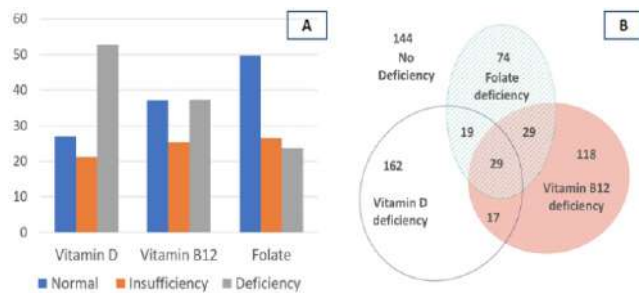 A
60
50
40
30
20
10
0
Vitamin D Vitamin B12 Folate
Normal Insufficiency Deficiency
B
144
No
Deficiency
74
Folate
deficiency
19
29
29
162
Vitamin D
deficiency
118
Vitamin B12
deficiency
17